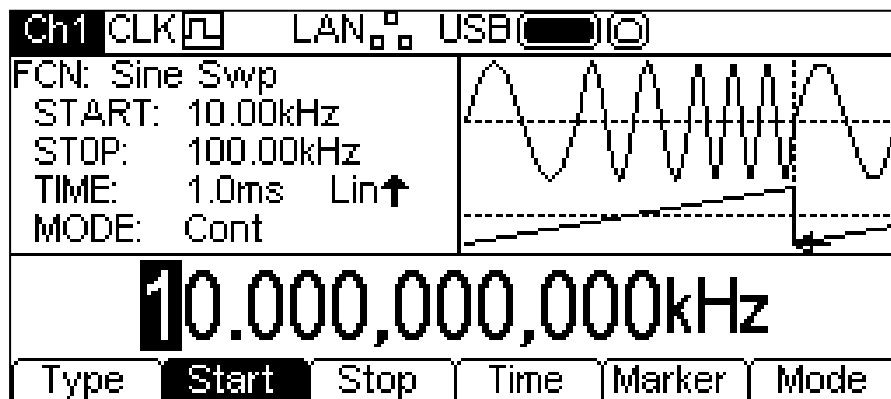 Ch1 CLK LAN USB
FCN: Sine Swp
START: 10.00kHz
STOP: 100.00kHz
TIME: 1.0ms Lin
MODE: Cont
10.000,000,000kHz
Type Start Stop Time Marker Mode